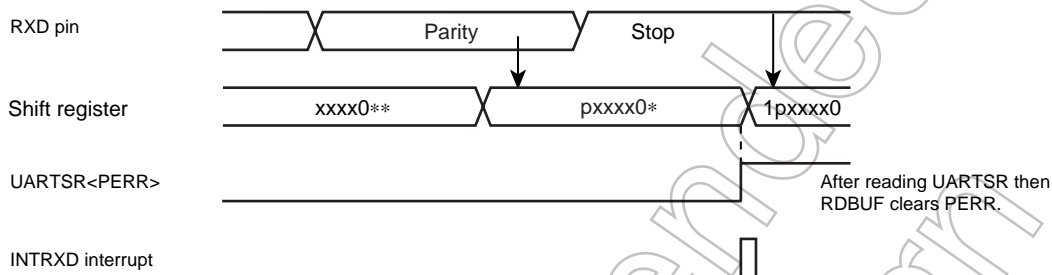 RXD pin
Parity
Stop
Shift register
xxxx0**
pxxxx0*
1pxxxx0
UARTSR<PERR>
After reading UARTSR then
RDBUF clears PERR.
INTRXD interrupt